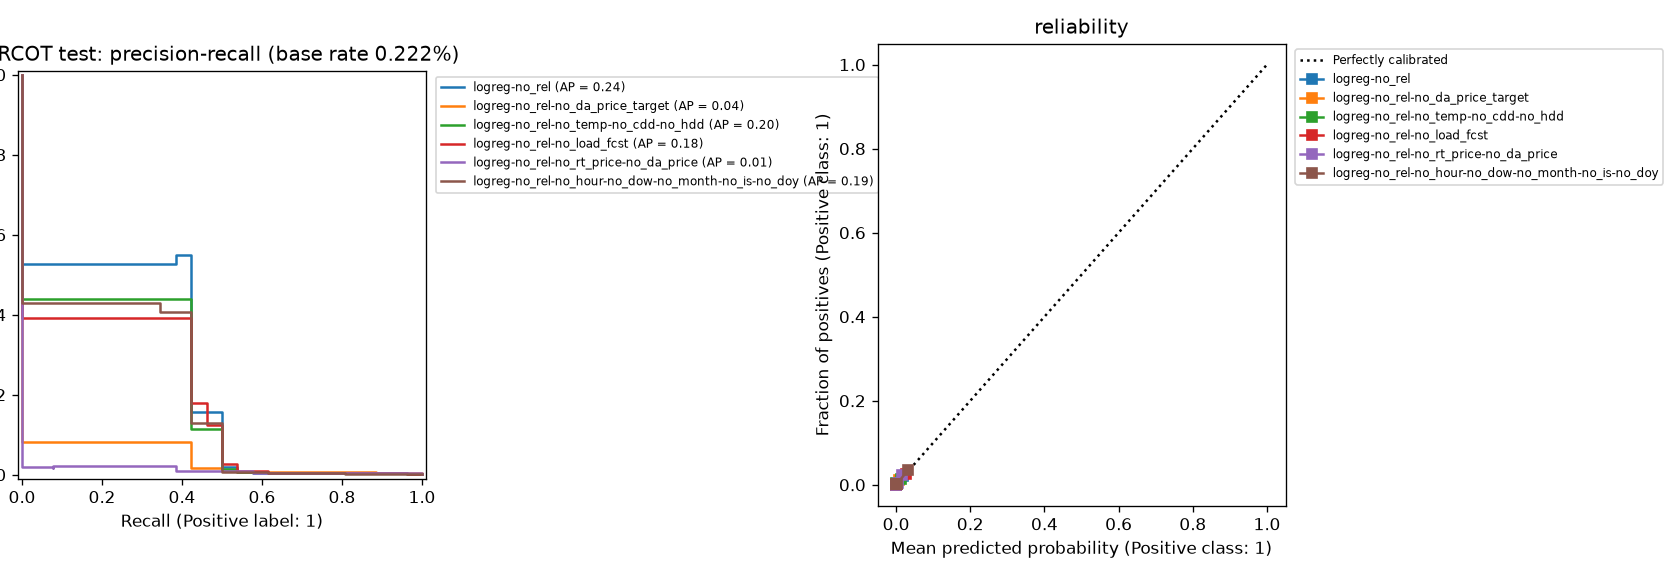 RCOT test: precision-recall (base rate 0.222%)
logreg-no_rel (AP = 0.24)
logreg-no_rel-no_da_price_target (AP = 0.04)
logreg-no_rel-no_temp-no_cdd-no_hdd (AP = 0.20)
logreg-no_rel-no_load_fcst (AP = 0.18)
logreg-no_rel-no_rt_price-no_da_price (AP = 0.01)
logreg-no_rel-no_hour-no_dow-no_month-no_is-no_doy (AP = 0.19)
0
8
6
4
2
0
0.0 0.2 0.4 0.6 0.8 1.0
Recall (Positive label: 1)
reliability
Fraction of positives (Positive class: 1)
1.0
0.8
0.6
0.4
0.2
0.0
0.0 0.2 0.4 0.6 0.8 1.0
Mean predicted probability (Positive class: 1)
Perfectly calibrated
logreg-no_rel
logreg-no_rel-no_da_price_target
logreg-no_rel-no_temp-no_cdd-no_hdd
logreg-no_rel-no_load_fcst
logreg-no_rel-no_rt_price-no_da_price
logreg-no_rel-no_hour-no_dow-no_month-no_is-no_doy